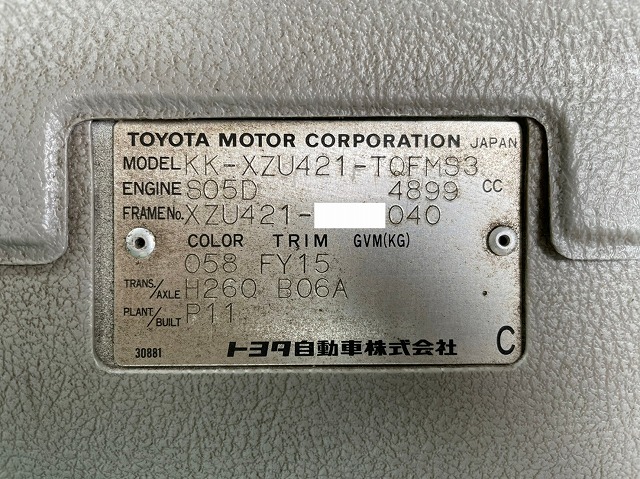 TOYOTA MOTOR CORPORATION JAPAN
MODEL KK-XZU421-TQFMS3
ENGINE S05D 4899 CC
FRAME No. XZU421- 040
COLOR TRIM GVM(KG)
058 FY15
TRANS./AXLE H260 B06A
PLANT/BUILT P11
30881 トヨタ自動車株式会社 C